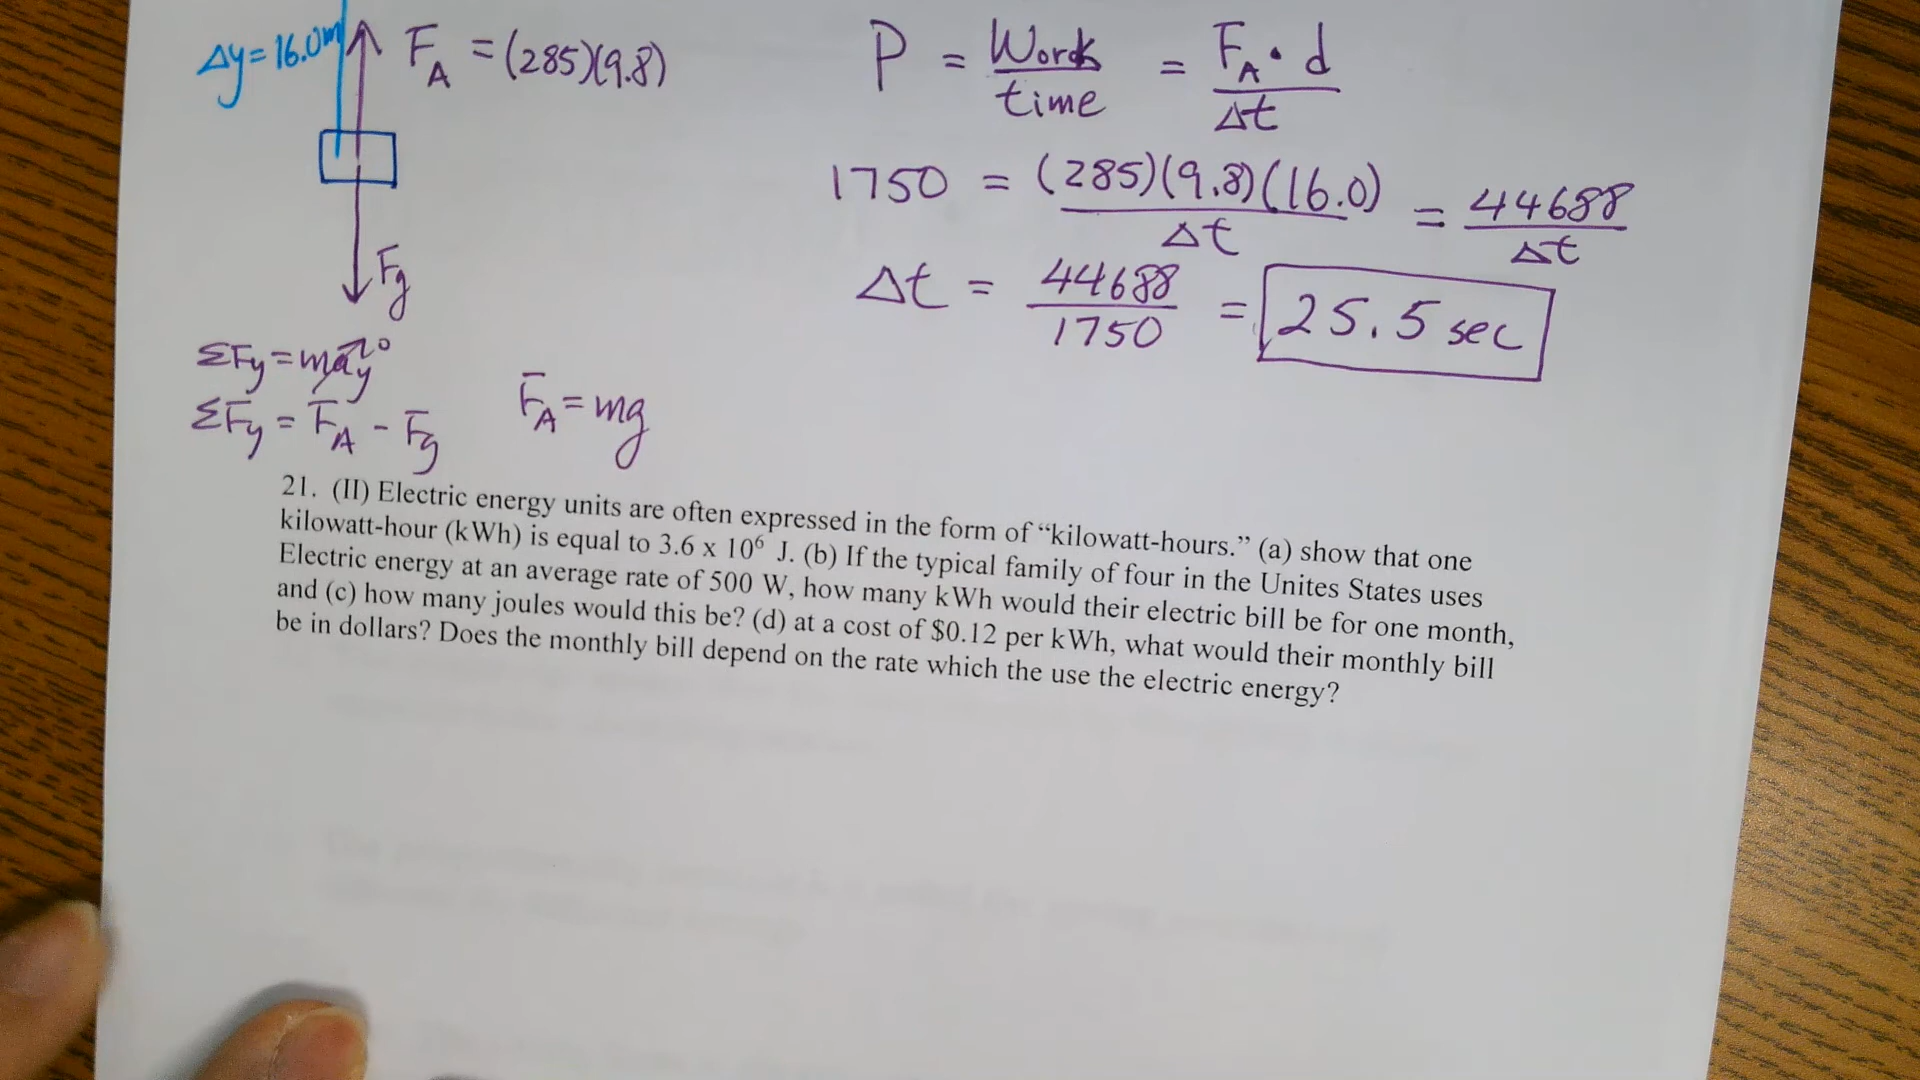 Δy = 16.0m
F_A = (285)(9.8)
P = Work/time = F_A · d/Δt
1750 = (285)(9.8)(16.0)/Δt = 44688/Δt
Δt = 44688/1750 = 25.5 sec
Fg
ΣFy = may 0
ΣFy = F_A - Fg
F_A = mg
21. (II) Electric energy units are often expressed in the form of “kilowatt-hours.” (a) show that one
kilowatt-hour (kWh) is equal to 3.6 x 10⁶ J. (b) If the typical family of four in the Unites States uses
Electric energy at an average rate of 500 W, how many kWh would their electric bill be for one month,
and (c) how many joules would this be? (d) at a cost of $0.12 per kWh, what would their monthly bill
be in dollars? Does the monthly bill depend on the rate which the use the electric energy?